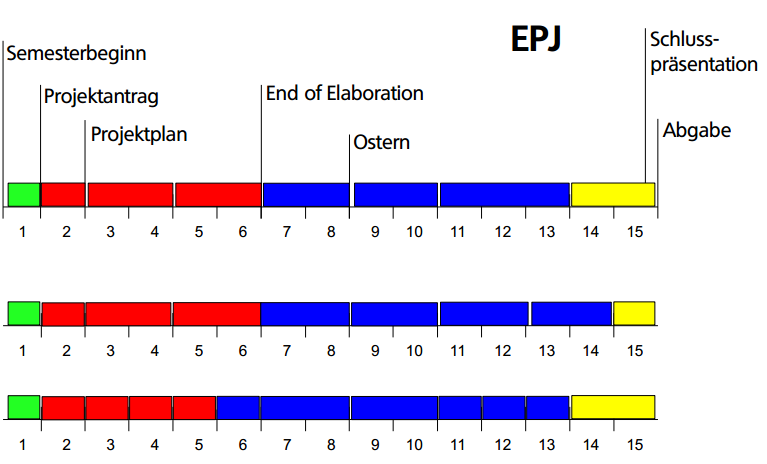 EPJ
Semesterbeginn
Projektantrag
Projektplan
End of Elaboration
Ostern
Schluss-
präsentation
Abgabe
1 2 3 4 5 6 7 8 9 10 11 12 13 14 15
1 2 3 4 5 6 7 8 9 10 11 12 13 14 15
1 2 3 4 5 6 7 8 9 10 11 12 13 14 15